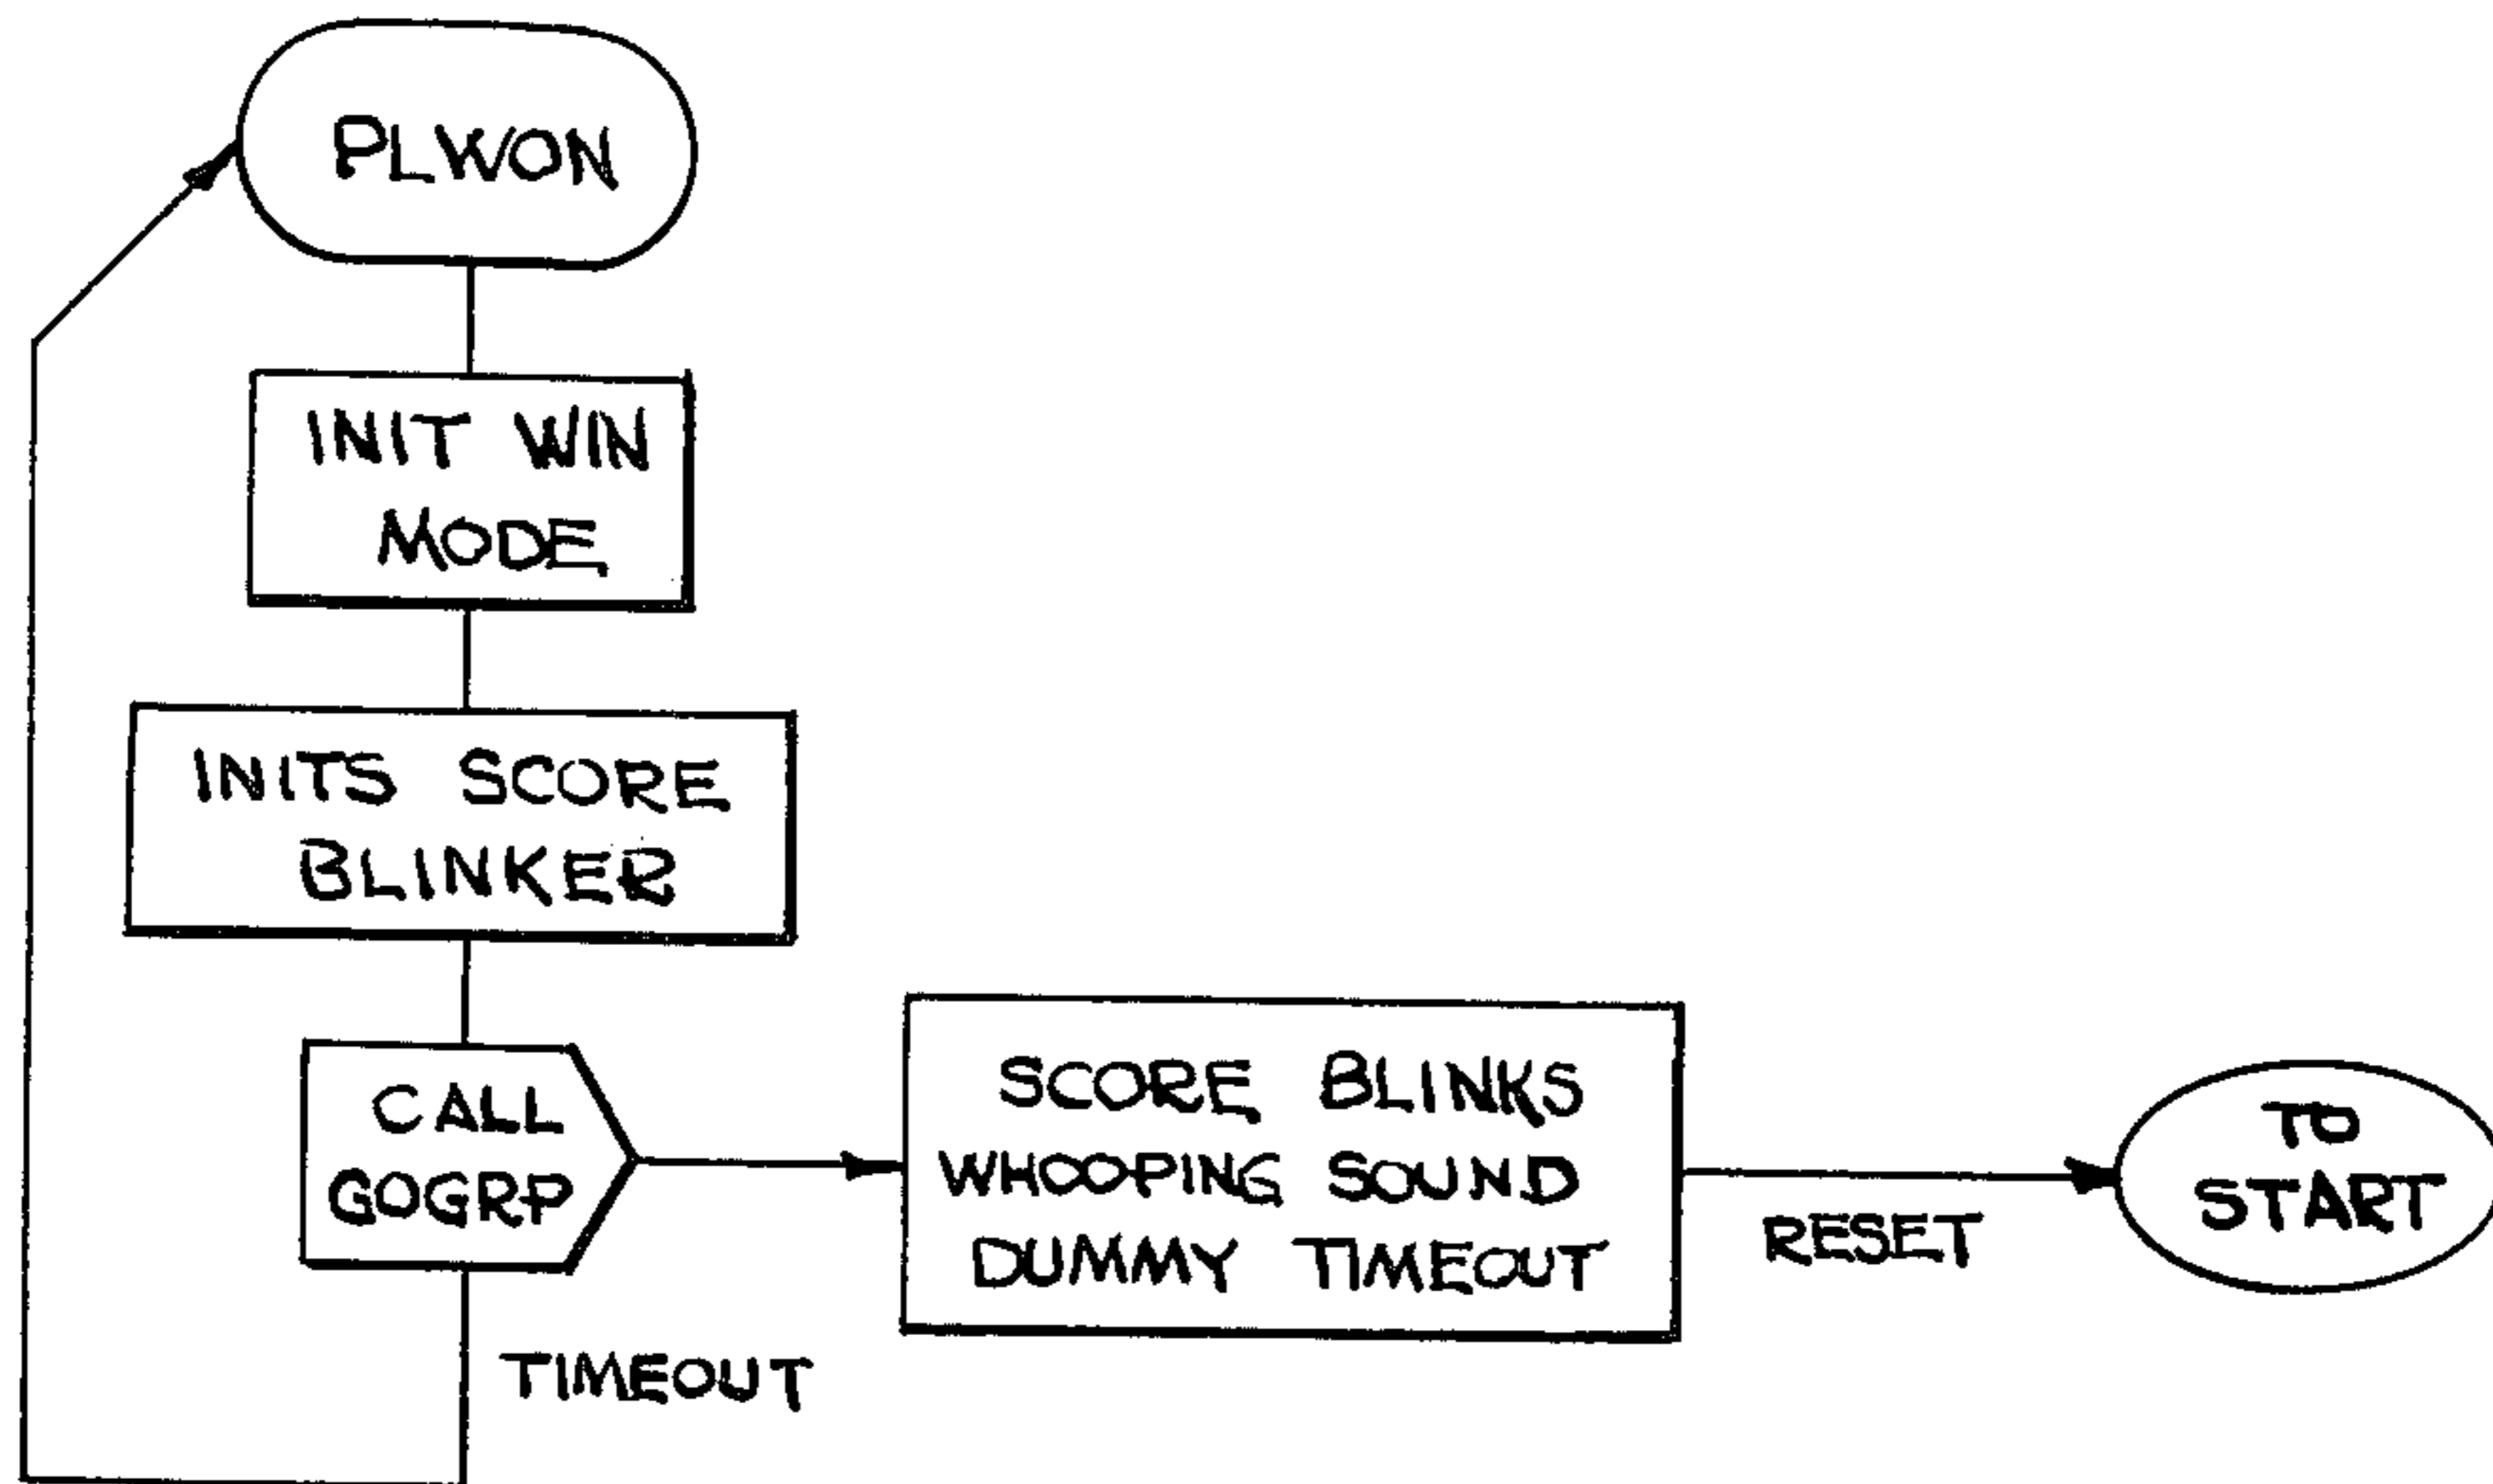 PLWON
INIT WIN
MODE
INITS SCORE
BLINKER
CALL
GOGRP
SCORE BLINKS
WHOOPING SOUND
DUMMY TIMEOUT
RESET
TO
START
TIMEOUT